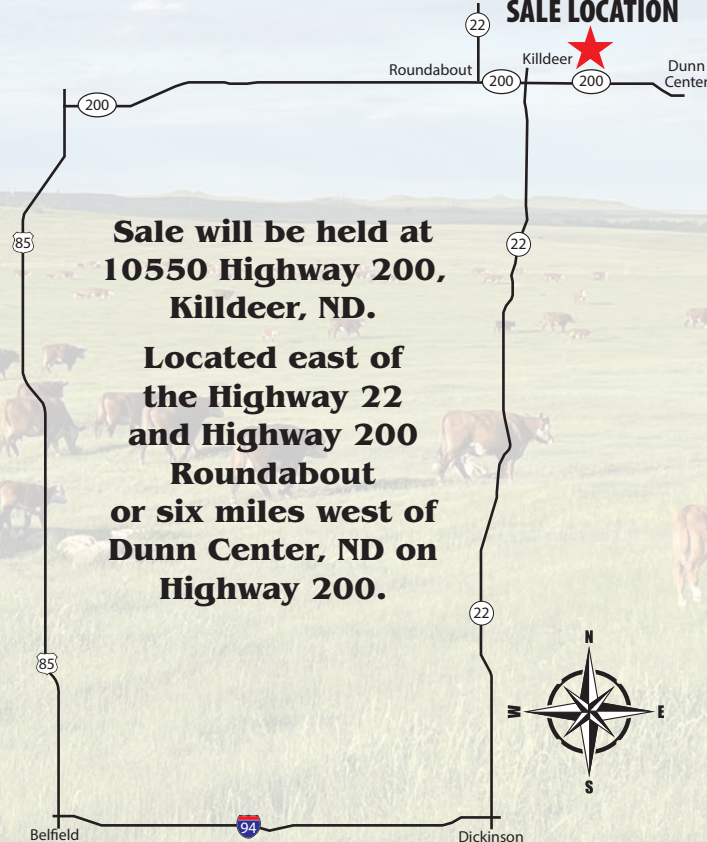 SALE LOCATION
22
Killdeer
Roundabout
Dunn
Center
200
200
200
85
22
Sale will be held at
10550 Highway 200,
Killdeer, ND.
Located east of
the Highway 22
and Highway 200
Roundabout
or six miles west of
Dunn Center, ND on
Highway 200.
22
85
N
W
E
S
94
Belfield
Dickinson